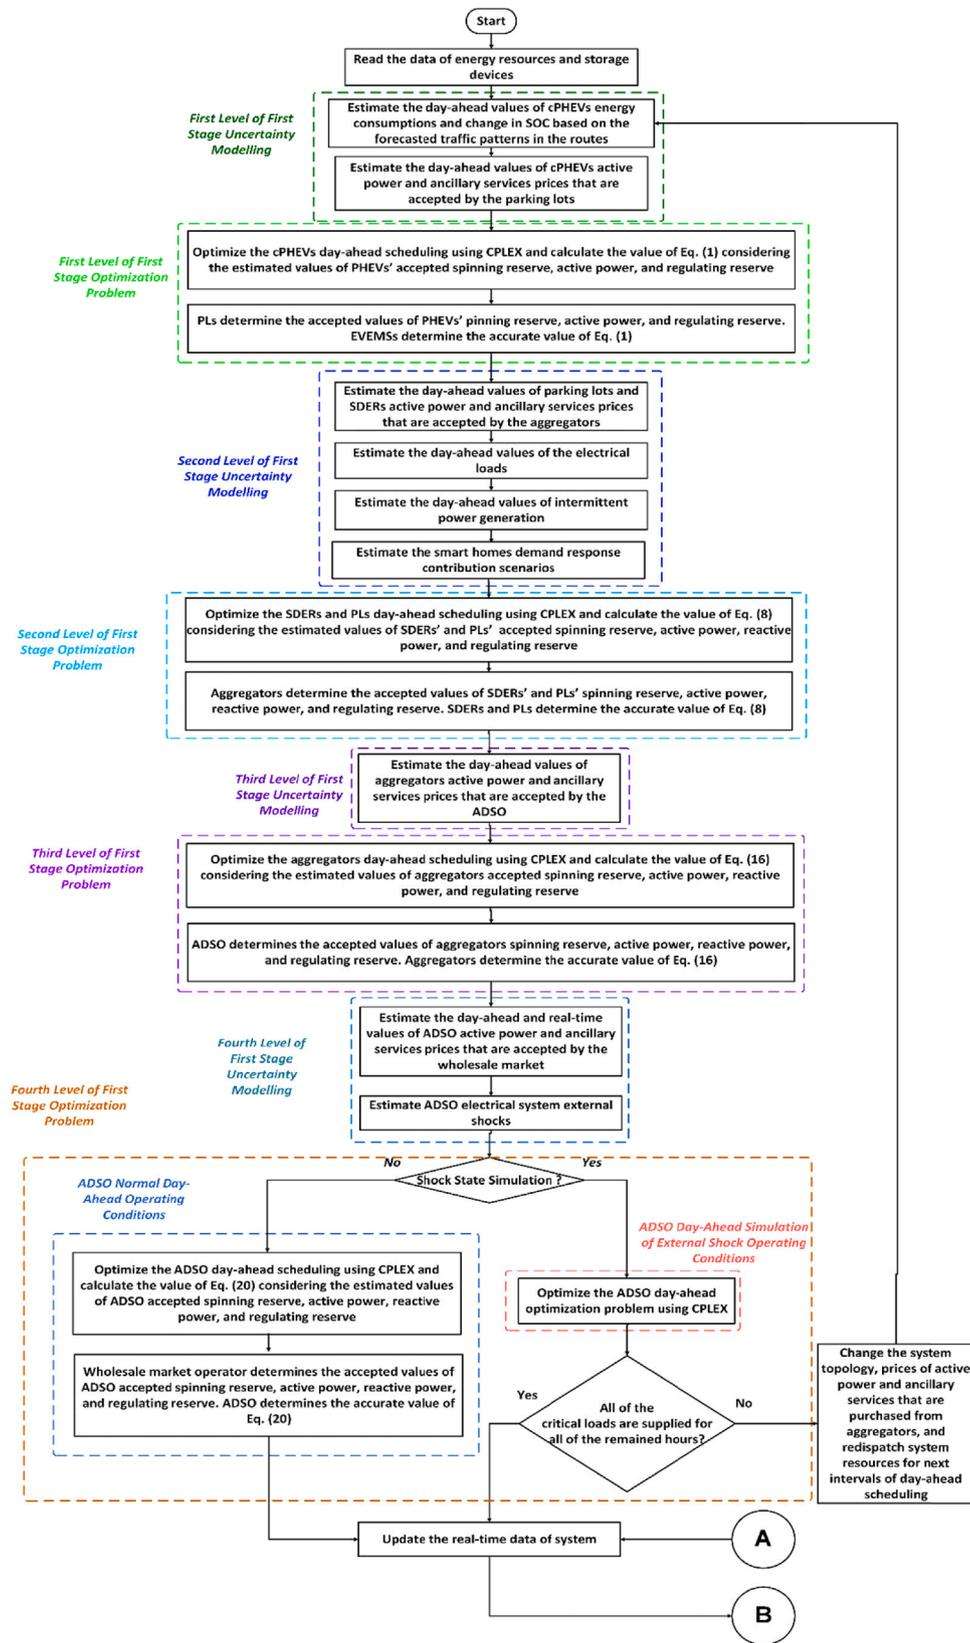 Start
Read the data of energy resources and storage
devices
First Level of First
Stage Uncertainty
Modelling
Estimate the day-ahead values of cPHEVs energy
consumptions and change in SOC based on the
forecasted traffic patterns in the routes
Estimate the day-ahead values of cPHEVs active
power and ancillary services prices that are
accepted by the parking lots
First Level of First
Stage Optimization
Problem
Optimize the cPHEVs day-ahead scheduling using CPLEX and calculate the value of Eq. (1) considering
the estimated values of PHEVs' accepted spinning reserve, active power, and regulating reserve
PLs determine the accepted values of PHEVs' pinning reserve, active power, and regulating reserve.
EVEMSs determine the accurate value of Eq. (1)
Second Level of First
Stage Uncertainty
Modelling
Estimate the day-ahead values of parking lots and
SDERs active power and ancillary services prices
that are accepted by the aggregators
Estimate the day-ahead values of the electrical
loads
Estimate the day-ahead values of intermittent
power generation
Estimate the smart homes demand response
contribution scenarios
Second Level of First
Stage Optimization
Problem
Optimize the SDERs and PLs day-ahead scheduling using CPLEX and calculate the value of Eq. (8)
considering the estimated values of SDERs' and PLs' accepted spinning reserve, active power, reactive
power, and regulating reserve
Aggregators determine the accepted values of SDERs' and PLs' spinning reserve, active power,
reactive power, and regulating reserve. SDERs and PLs determine the accurate value of Eq. (8)
Third Level of First
Stage Uncertainty
Modelling
Estimate the day-ahead values of
aggregators active power and ancillary
services prices that are accepted by the
ADSO
Third Level of First
Stage Optimization
Problem
Optimize the aggregators day-ahead scheduling using CPLEX and calculate the value of Eq. (16)
considering the estimated values of aggregators accepted spinning reserve, active power, reactive
power, and regulating reserve
ADSO determines the accepted values of aggregators spinning reserve, active power, reactive power,
and regulating reserve. Aggregators determine the accurate value of Eq. (16)
Fourth Level of
First Stage
Uncertainty
Modelling
Estimate the day-ahead and real-time
values of ADSO active power and ancillary
services prices that are accepted by the
wholesale market
Estimate ADSO electrical system external
shocks
Fourth Level of First
Stage Optimization
Problem
No
Yes
Shock State Simulation ?
ADSO Normal Day-
Ahead Operating
Conditions
ADSO Day-Ahead Simulation
of External Shock Operating
Conditions
Optimize the ADSO day-ahead scheduling using CPLEX and
calculate the value of Eq. (20) considering the estimated values
of ADSO accepted spinning reserve, active power, reactive
power, and regulating reserve
Optimize the ADSO day-ahead
optimization problem using CPLEX
Wholesale market operator determines the accepted values of
ADSO accepted spinning reserve, active power, reactive power,
and regulating reserve. ADSO determines the accurate value of
Eq. (20)
Yes
All of the
critical loads are supplied for
all of the remained hours?
No
Change the system
topology, prices of active
power and ancillary
services that are
purchased from
aggregators, and
redispatch system
resources for next
intervals of day-ahead
scheduling
Update the real-time data of system
A
B